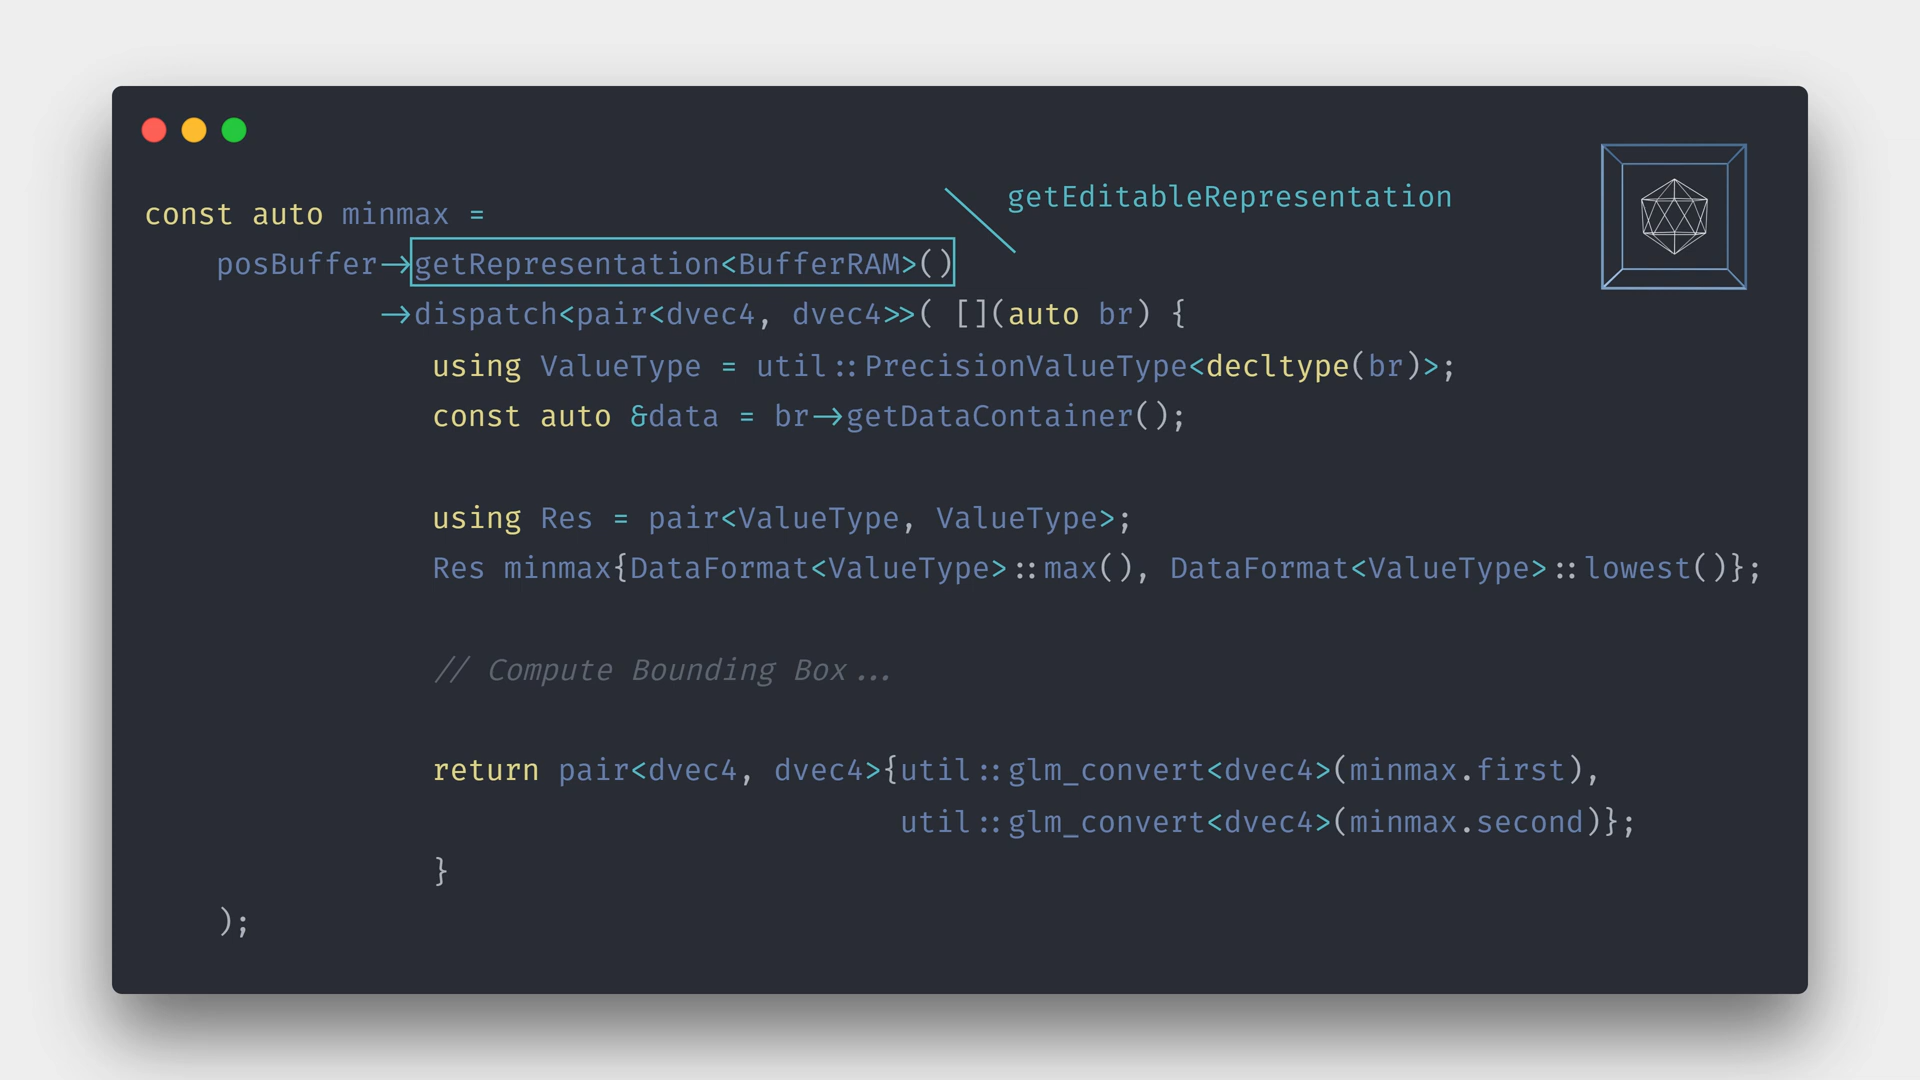 getEditableRepresentation
const auto minmax =
posBuffer->getRepresentation<BufferRAM>()
->dispatch<pair<dvec4, dvec4>>( [](auto br) {
using ValueType = util::PrecisionValueType<decltype(br)>;
const auto &data = br->getDataContainer();
using Res = pair<ValueType, ValueType>;
Res minmax{DataFormat<ValueType>::max(), DataFormat<ValueType>::lowest()};
// Compute Bounding Box...
return pair<dvec4, dvec4>{util::glm_convert<dvec4>(minmax.first),
util::glm_convert<dvec4>(minmax.second)};
}
);